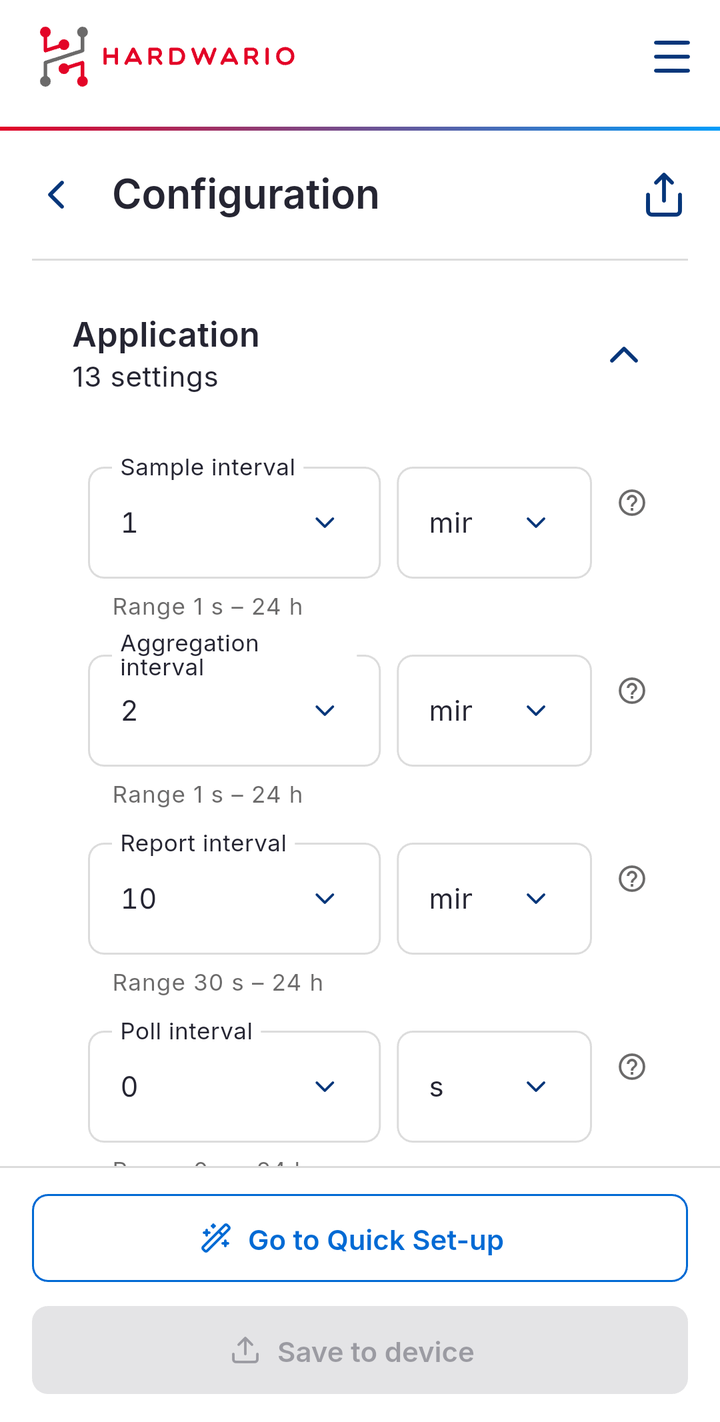 HARDWARIO
Configuration
Application
13 settings
Sample interval
1
mir
Range 1 s – 24 h
Aggregation
interval
2
mir
Range 1 s – 24 h
Report interval
10
mir
Range 30 s – 24 h
Poll interval
0
s
Go to Quick Set-up
Save to device